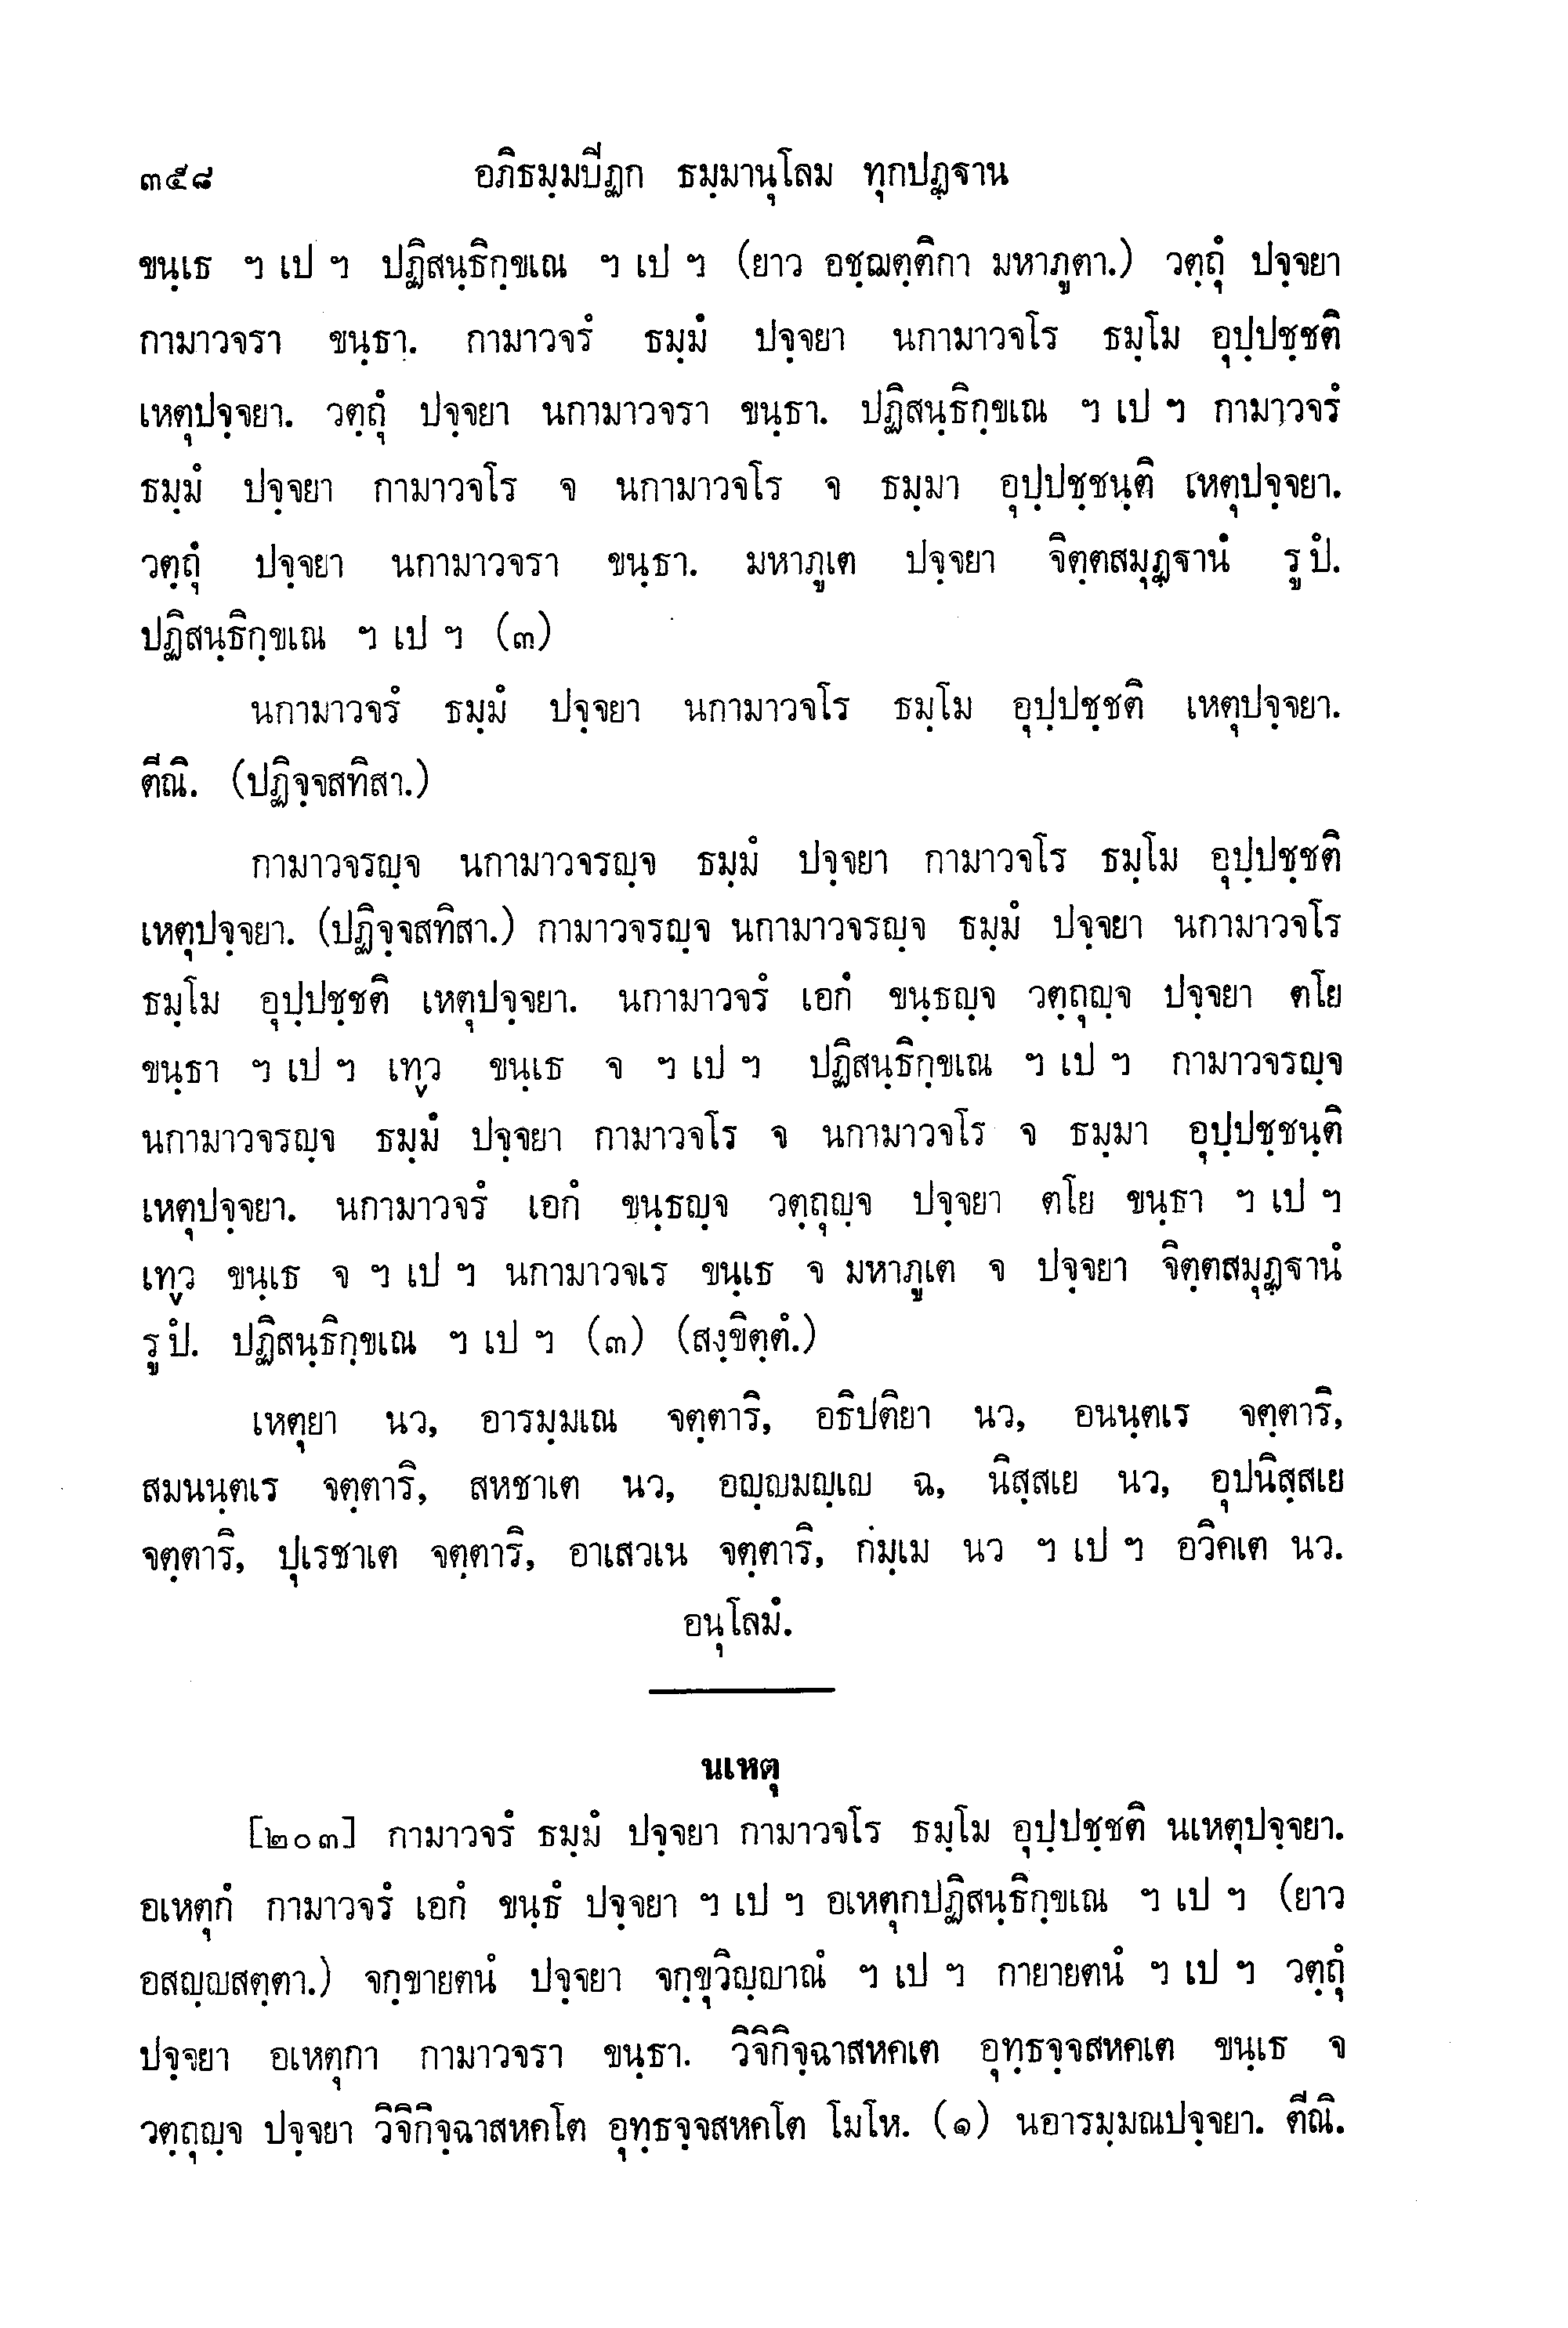 ๓๕๘ อภิธมฺมปีฏก ธมฺมานุโลม ทุกปฏฺฐาน
ขนฺเธ ฯ เป ฯ ปฏิสนฺธิกฺขเณ ฯ เป ฯ (ยาว อชฺฌตฺติกา มหาภูตา.) วตฺถุํ ปจฺจยา
กามาวจรา ขนฺธา. กามาวจรํ ธมฺมํ ปจฺจยา นกามาวจโร ธมฺโม อุปฺปชฺชติ
เหตุปจฺจยา. วตฺถุํ ปจฺจยา นกามาวจรา ขนฺธา. ปฏิสนฺธิกฺขเณ ฯ เป ฯ กามาวจรํ
ธมฺมํ ปจฺจยา กามาวจโร จ นกามาวจโร จ ธมฺมา อุปฺปชฺชนฺติ เหตุปจฺจยา.
วตฺถุํ ปจฺจยา นกามาวจรา ขนฺธา. มหาภูเต ปจฺจยา จิตฺตสมุฏฺฐานํ รูปํ.
ปฏิสนฺธิกฺขเณ ฯ เป ฯ (๓)
นกามาวจรํ ธมฺมํ ปจฺจยา นกามาวจโร ธมฺโม อุปฺปชฺชติ เหตุปจฺจยา.
ตีณิ. (ปฏิจฺจสทิสา.)
กามาวจรญฺจ นกามาวจรญฺจ ธมฺมํ ปจฺจยา กามาวจโร ธมฺโม อุปฺปชฺชติ
เหตุปจฺจยา. (ปฏิจฺจสทิสา.) กามาวจรญฺจ นกามาวจรญฺจ ธมฺมํ ปจฺจยา นกามาวจโร
ธมฺโม อุปฺปชฺชติ เหตุปจฺจยา. นกามาวจรํ เอกํ ขนฺธญฺจ วตฺถุญฺจ ปจฺจยา ตโย
ขนฺธา ฯ เป ฯ เทฺว ขนฺเธ จ ฯ เป ฯ ปฏิสนฺธิกฺขเณ ฯ เป ฯ กามาวจรญฺจ
นกามาวจรญฺจ ธมฺมํ ปจฺจยา กามาวจโร จ นกามาวจโร จ ธมฺมา อุปฺปชฺชนฺติ
เหตุปจฺจยา. นกามาวจรํ เอกํ ขนฺธญฺจ วตฺถุญฺจ ปจฺจยา ตโย ขนฺธา ฯ เป ฯ
เทฺว ขนฺเธ จ ฯ เป ฯ นกามาวจเร ขนฺเธ จ มหาภูเต จ ปจฺจยา จิตฺตสมุฏฺฐานํ
รูปํ. ปฏิสนฺธิกฺขเณ ฯ เป ฯ (๓) (สงฺขิตฺตํ.)
เหตุยา นว, อารมฺมเณ จตฺตาริ, อธิปติยา นว, อนนฺตเร จตฺตาริ,
สมนนฺตเร จตฺตาริ, สหชาเต นว, อญฺญมญฺเญ ฉ, นิสฺสเย นว, อุปนิสฺสเย
จตฺตาริ, ปุเรชาเต จตฺตาริ, อาเสวเน จตฺตาริ, กมฺเม นว ฯ เป ฯ อวิคเต นว.
อนุโลมํ.
นเหตุ
[๒๐๓] กามาวจรํ ธมฺมํ ปจฺจยา กามาวจโร ธมฺโม อุปฺปชฺชติ นเหตุปจฺจยา.
อเหตุกํ กามาวจรํ เอกํ ขนฺธํ ปจฺจยา ฯ เป ฯ อเหตุกปฏิสนฺธิกฺขเณ ฯ เป ฯ (ยาว
อสญฺญสตฺตา.) จกฺขายตนํ ปจฺจยา จกฺขุวิญฺญาณํ ฯ เป ฯ กายายตนํ ฯ เป ฯ วตฺถุํ
ปจฺจยา อเหตุกา กามาวจรา ขนฺธา. วิจิกิจฺฉาสหคเต อุทฺธจฺจสหคเต ขนฺเธ จ
วตฺถุญฺจ ปจฺจยา วิจิกิจฺฉาสหคโต อุทฺธจฺจสหคโต โมโห. (๑) นอารมฺมณปจฺจยา. ตีณิ.